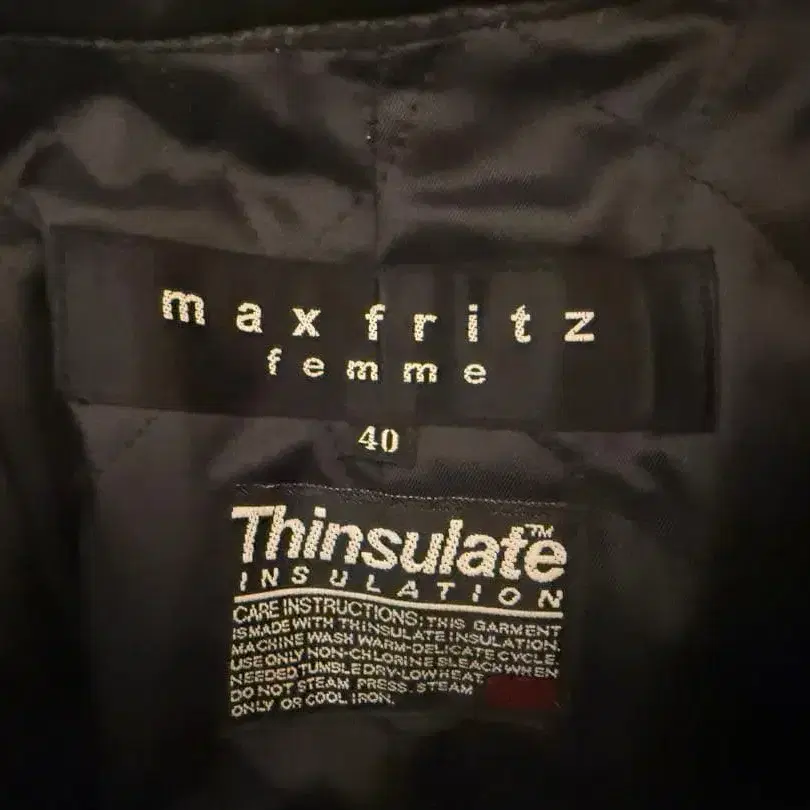 max fritz
femme
40
Thinsulate™
INSULATION
CARE INSTRUCTIONS: THIS GARMENT
IS MADE WITH THINSULATE INSULATION.
MACHINE WASH WARM-DELICATE CYCLE.
USE ONLY NON-CHLORINE BLEACH WHEN
NEEDED.TUMBLE DRY-LOW HEAT.
DO NOT STEAM PRESS. STEAM
ONLY OR COOL IRON.